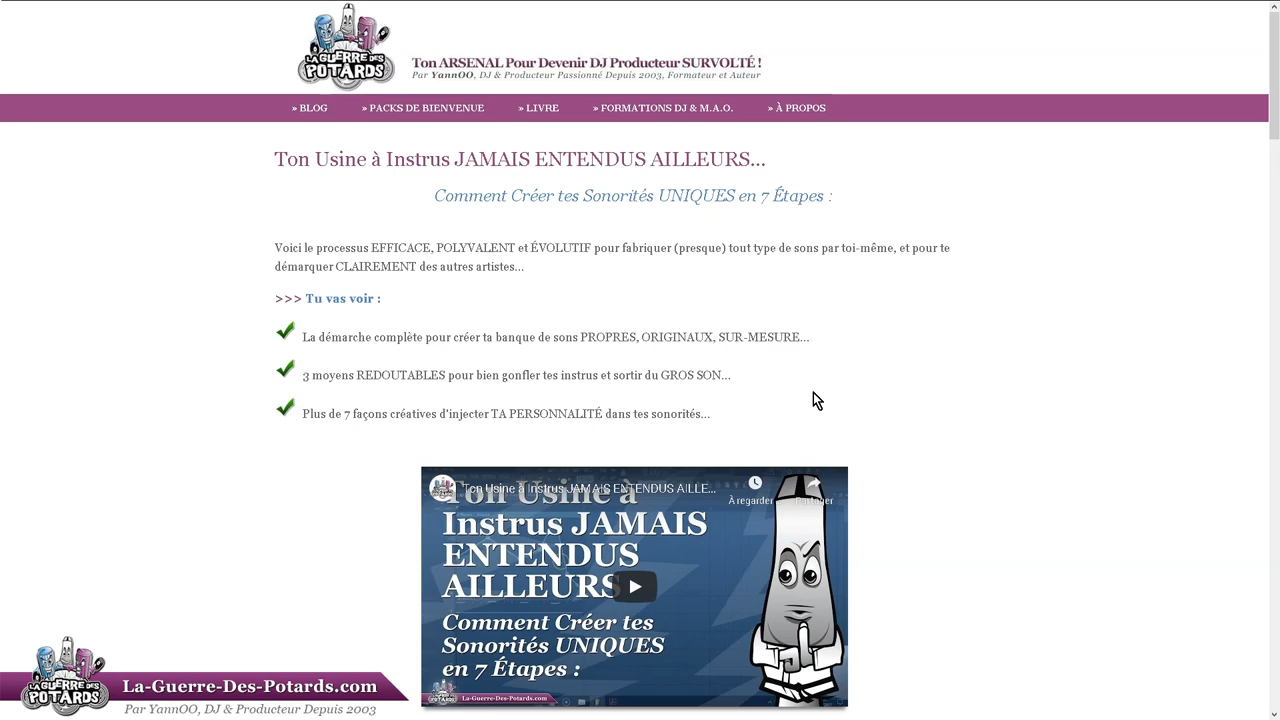 LA GUERRE DES
POTARDS
Ton ARSENAL Pour Devenir DJ Producteur SURVOLTÉ !
Par YannOO, DJ & Producteur Passionné Depuis 2003, Formateur et Auteur
» BLOG » PACKS DE BIENVENUE » LIVRE » FORMATIONS DJ & M.A.O. » À PROPOS
Ton Usine à Instrus JAMAIS ENTENDUS AILLEURS...
Comment Créer tes Sonorités UNIQUES en 7 Étapes :
Voici le processus EFFICACE, POLYVALENT et ÉVOLUTIF pour fabriquer (presque) tout type de sons par toi-même, et pour te
démarquer CLAIREMENT des autres artistes...
>>> Tu vas voir :
La démarche complète pour créer ta banque de sons PROPRES, ORIGINAUX, SUR-MESURE...
3 moyens REDOUTABLES pour bien gonfler tes instrus et sortir du GROS SON...
Plus de 7 façons créatives d'injecter TA PERSONNALITÉ dans tes sonorités...
Ton Usine à Instrus JAMAIS ENTENDUS AILLE...
À regarder Partager
Ton Usine à
Instrus JAMAIS
ENTENDUS
AILLEURS
Comment Créer tes
Sonorités UNIQUES
en 7 Étapes :
La-Guerre-Des-Potards.com
LA GUERRE DES
POTARDS
La-Guerre-Des-Potards.com
Par YannOO, DJ & Producteur Depuis 2003